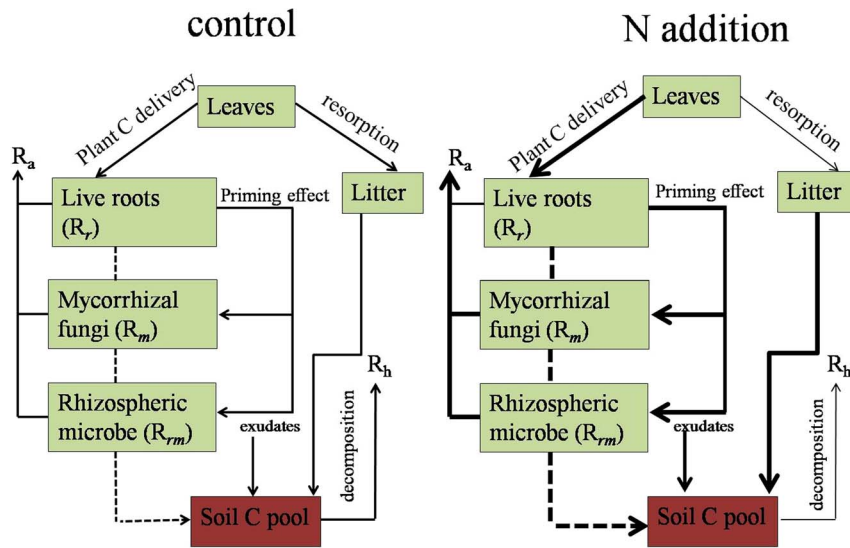 control
Leaves
Plant C delivery
resorption
Rₐ
Live roots
(Rᵣ)
Priming effect
Litter
Mycorrhizal
fungi (Rₘ)
Rₕ
Rhizospheric
microbe (Rᵣₘ)
exudates
decomposition
Soil C pool
N addition
Leaves
Plant C delivery
resorption
Rₐ
Live roots
(Rᵣ)
Priming effect
Litter
Mycorrhizal
fungi (Rₘ)
Rₕ
Rhizospheric
microbe (Rᵣₘ)
exudates
decomposition
Soil C pool